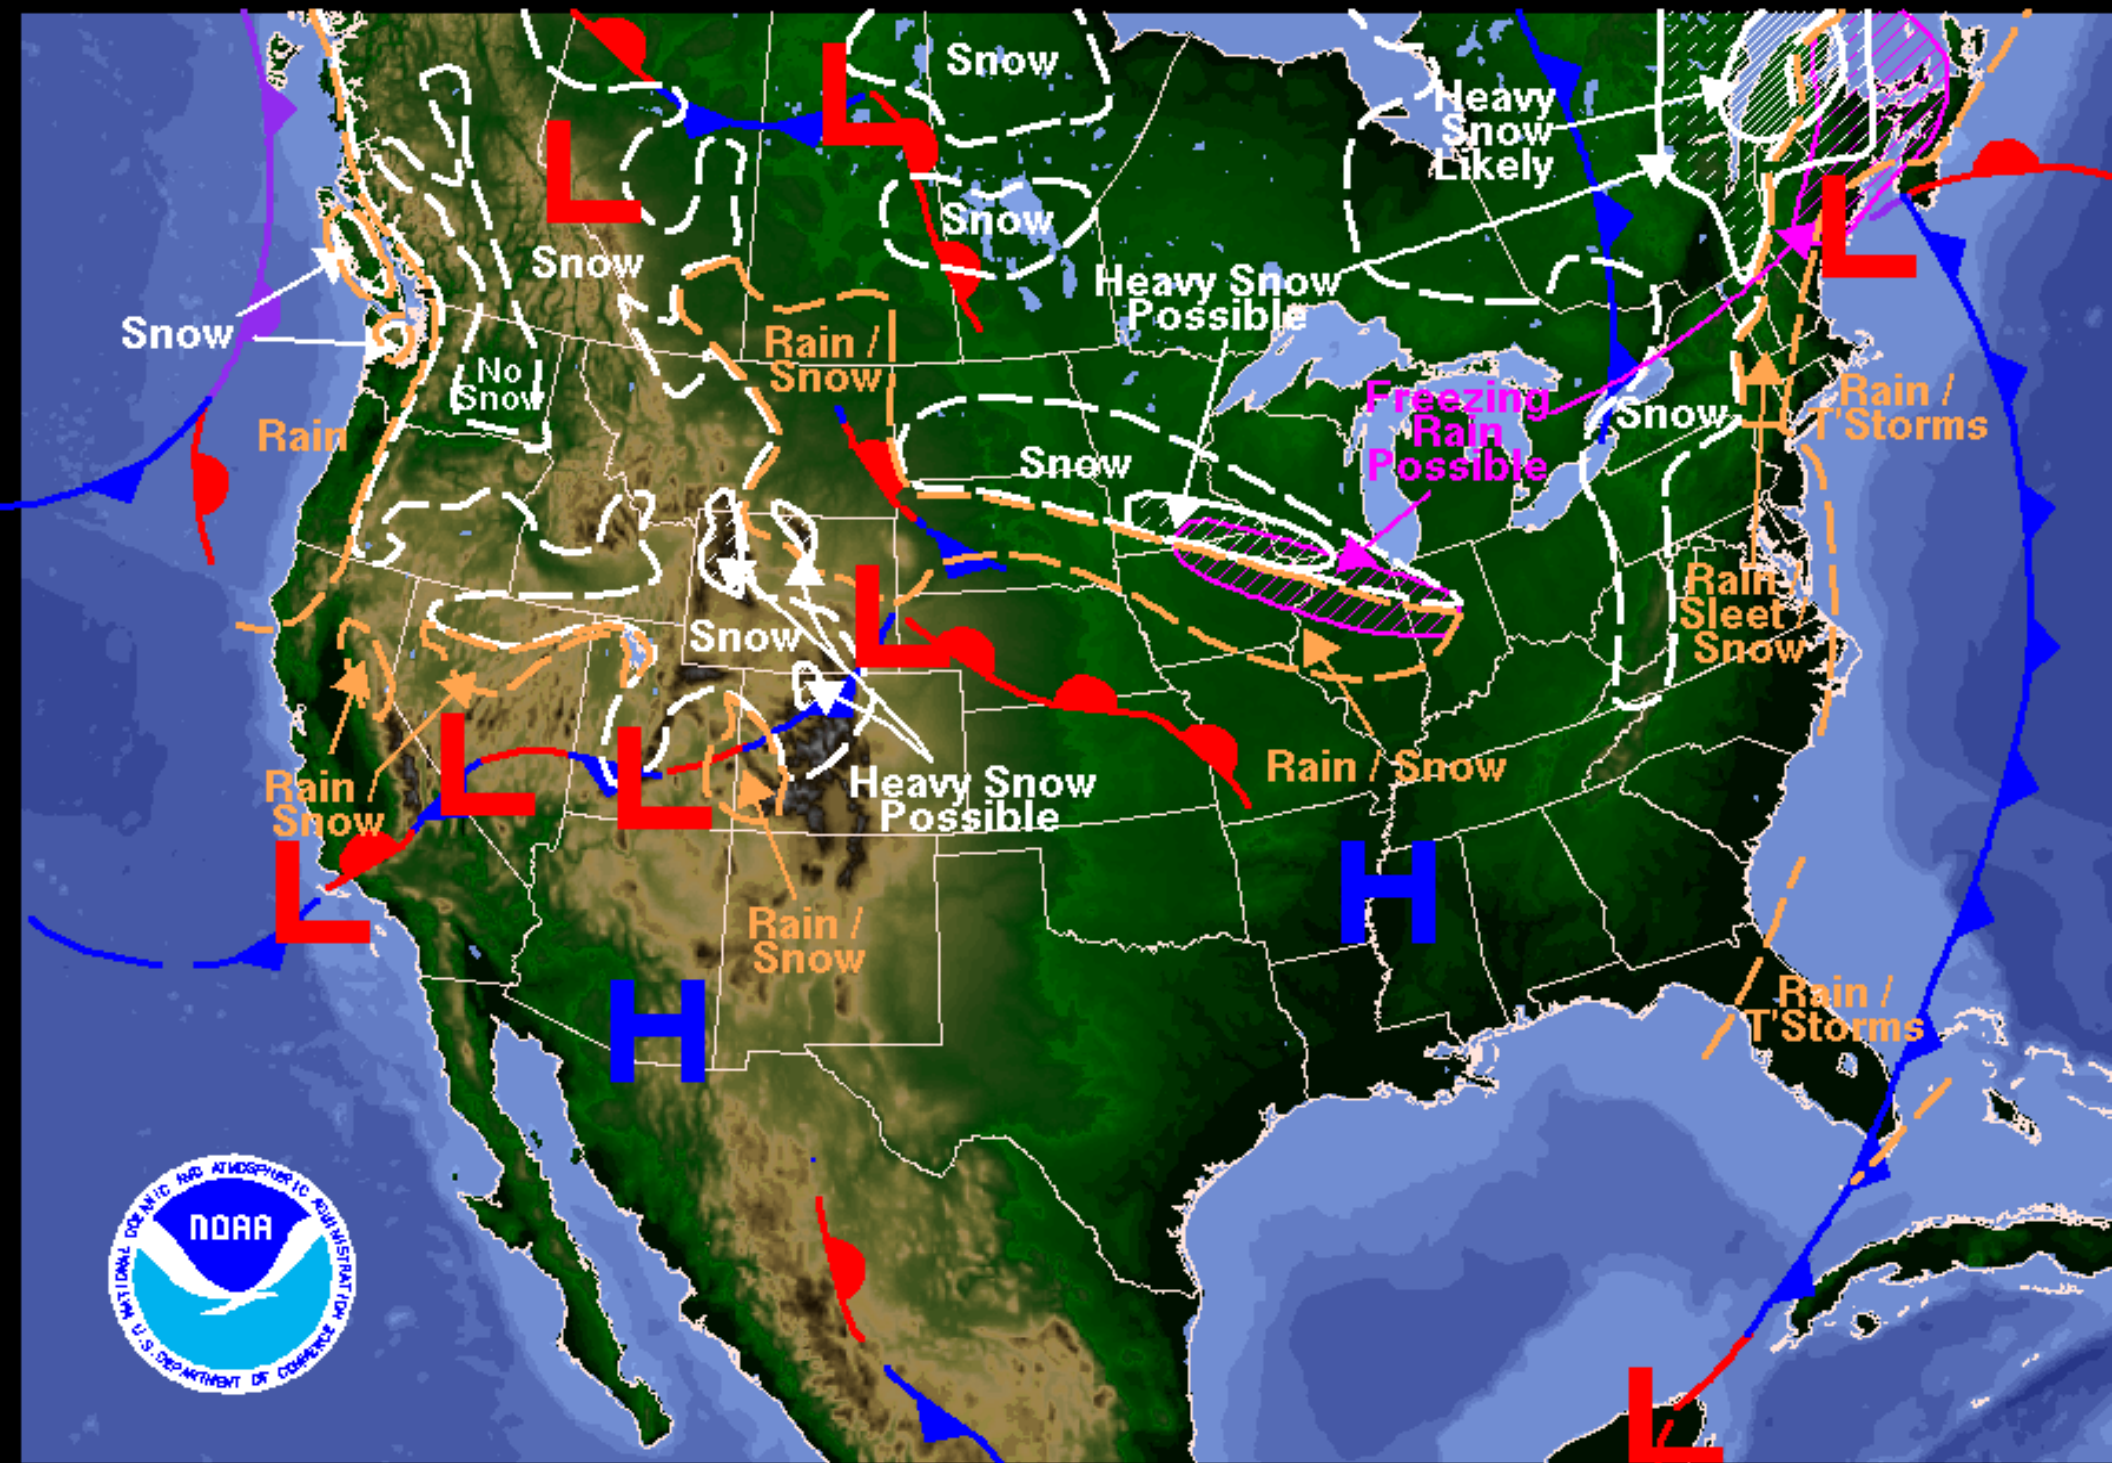 Snow
Heavy
Snow
Likely
L
L
Snow
Snow
L
Snow
Heavy Snow
Possible
Snow
No
Snow
Rain /
Snow
Freezing
Rain
Possible
Rain /
T'Storms
Snow
Rain
Snow
Rain /
Sleet /
Snow
L
Snow
Rain /
Snow
L
L
Heavy Snow
Possible
Rain / Snow
L
H
Rain /
Snow
H
Rain /
T'Storms
NATIONAL OCEANIC AND ATMOSPHERIC ADMINISTRATION
NOAA
U.S. DEPARTMENT OF COMMERCE
L